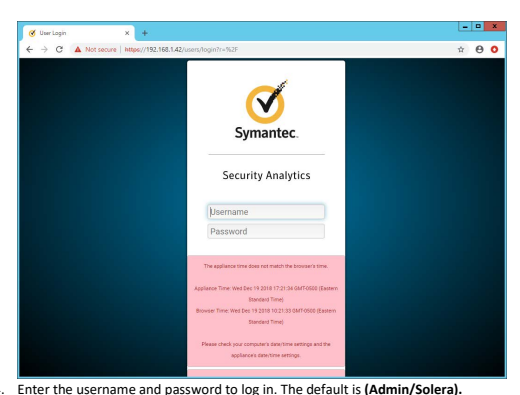 User Login
Not secure | https://192.168.1.42/users/login?r=%2F
Symantec.
Security Analytics
Username
Password
The appliance time does not match the browser's time.
Appliance Time: Wed Dec 19 2018 17:21:34 GMT-0500 (Eastern
Standard Time)
Browser Time: Wed Dec 19 2018 10:21:33 GMT-0500 (Eastern
Standard Time)
Please check your computer's date/time settings and the
appliance's date/time settings.
Enter the username and password to log in. The default is (Admin/Solera).